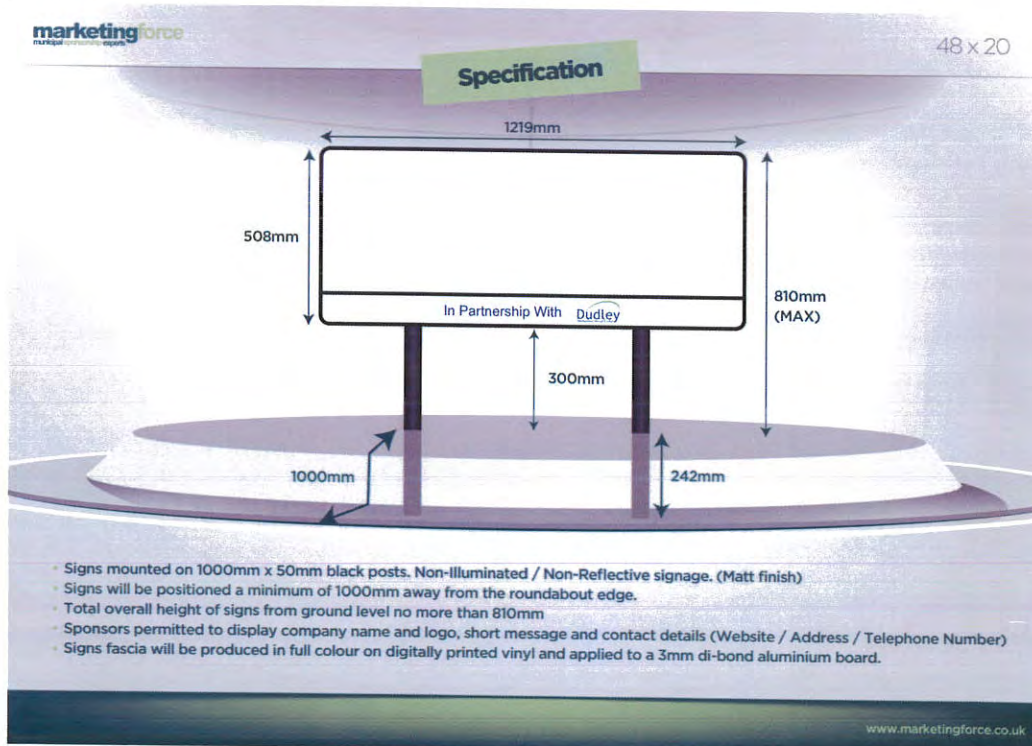 marketingforce
municipal sponsorship experts
48 x 20
Specification
1219mm
508mm
810mm
(MAX)
In Partnership With Dudley
300mm
1000mm
242mm
Signs mounted on 1000mm x 50mm black posts. Non-Illuminated / Non-Reflective signage. (Matt finish)
Signs will be positioned a minimum of 1000mm away from the roundabout edge.
Total overall height of signs from ground level no more than 810mm
Sponsors permitted to display company name and logo, short message and contact details (Website / Address / Telephone Number)
Signs fascia will be produced in full colour on digitally printed vinyl and applied to a 3mm di-bond aluminium board.
www.marketingforce.co.uk